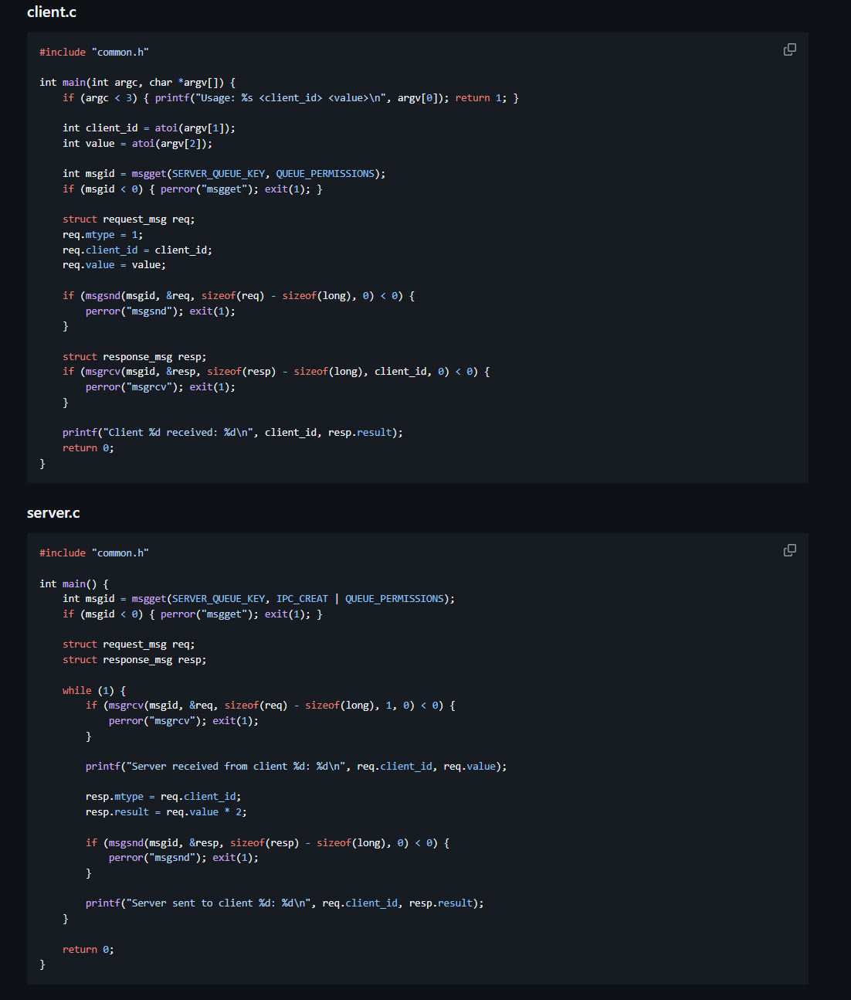 client.c
#include "common.h"
int main(int argc, char *argv[]) {
    if (argc < 3) { printf("Usage: %s <client_id> <value>\n", argv[0]); return 1; }
    int client_id = atoi(argv[1]);
    int value = atoi(argv[2]);
    int msgid = msgget(SERVER_QUEUE_KEY, QUEUE_PERMISSIONS);
    if (msgid < 0) { perror("msgget"); exit(1); }
    struct request_msg req;
    req.mtype = 1;
    req.client_id = client_id;
    req.value = value;
    if (msgsnd(msgid, &req, sizeof(req) - sizeof(long), 0) < 0) {
        perror("msgsnd"); exit(1);
    }
    struct response_msg resp;
    if (msgrcv(msgid, &resp, sizeof(resp) - sizeof(long), client_id, 0) < 0) {
        perror("msgrcv"); exit(1);
    }
    printf("Client %d received: %d\n", client_id, resp.result);
    return 0;
}
server.c
#include "common.h"
int main() {
    int msgid = msgget(SERVER_QUEUE_KEY, IPC_CREAT | QUEUE_PERMISSIONS);
    if (msgid < 0) { perror("msgget"); exit(1); }
    struct request_msg req;
    struct response_msg resp;
    while (1) {
        if (msgrcv(msgid, &req, sizeof(req) - sizeof(long), 1, 0) < 0) {
            perror("msgrcv"); exit(1);
        }
        printf("Server received from client %d: %d\n", req.client_id, req.value);
        resp.mtype = req.client_id;
        resp.result = req.value * 2;
        if (msgsnd(msgid, &resp, sizeof(resp) - sizeof(long), 0) < 0) {
            perror("msgsnd"); exit(1);
        }
        printf("Server sent to client %d: %d\n", req.client_id, resp.result);
    }
    return 0;
}